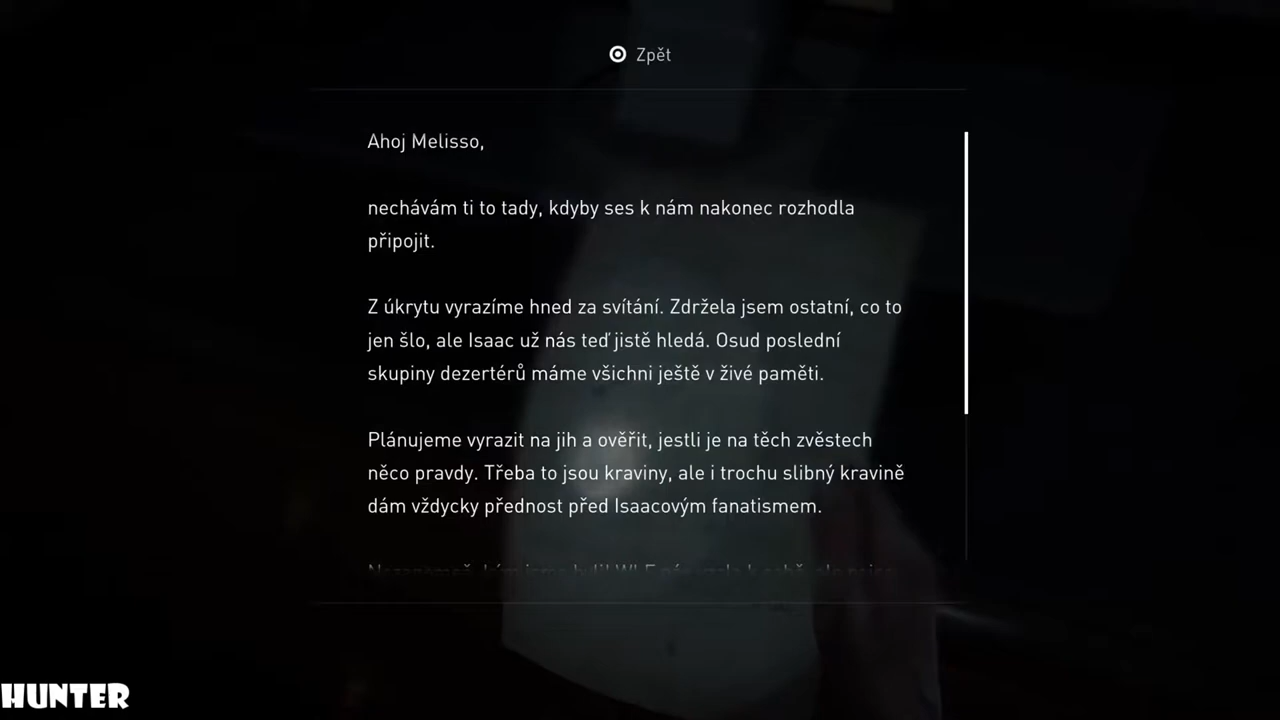 Zpět
Ahoj Melisso,
nechávám ti to tady, kdyby ses k nám nakonec rozhodla
připojit.
Z úkrytu vyrazíme hned za svítání. Zdržela jsem ostatní, co to
jen šlo, ale Isaac už nás teď jistě hledá. Osud poslední
skupiny dezertérů máme všichni ještě v živé paměti.
Plánujeme vyrazit na jih a ověřit, jestli je na těch zvěstech
něco pravdy. Třeba to jsou kraviny, ale i trochu slibný kravině
dám vždycky přednost před Isaacovým fanatismem.
HUNTER